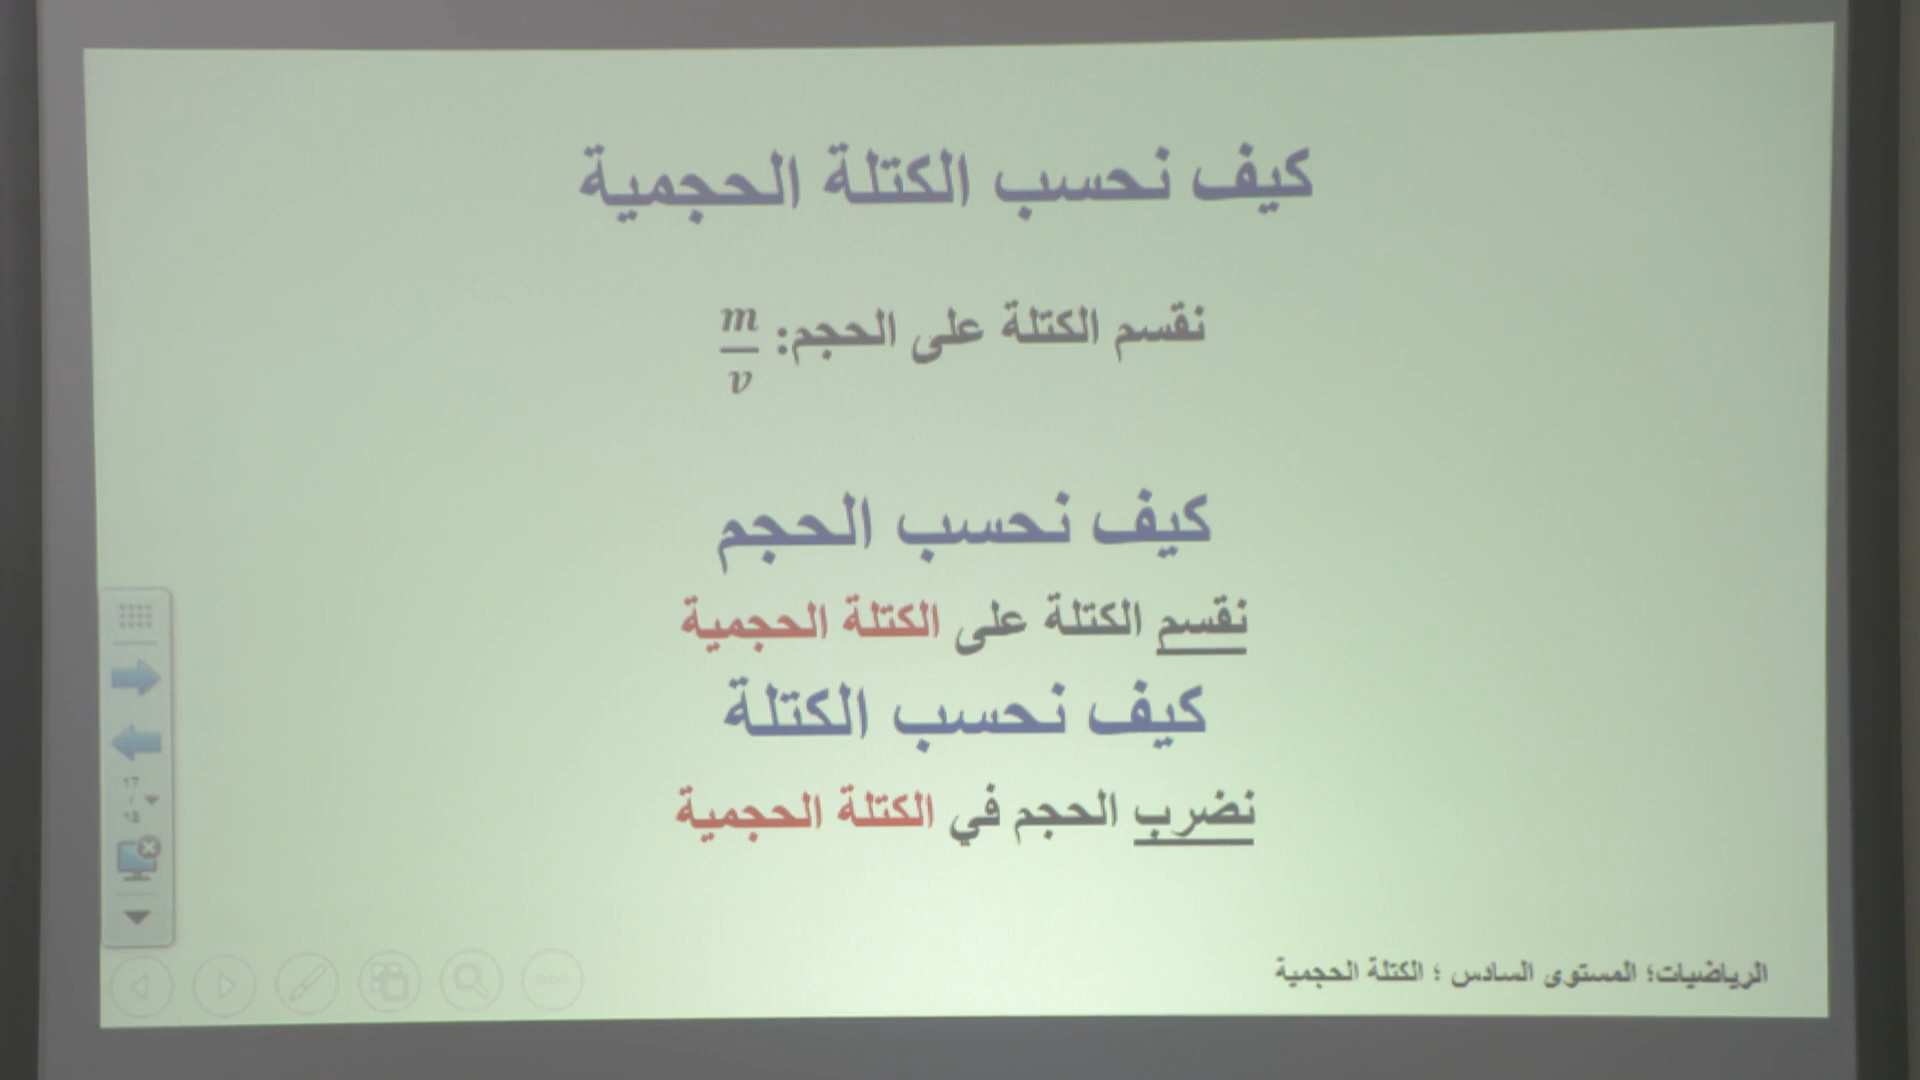 كيف نحسب الكتلة الحجمية
نقسم الكتلة على الحجم: m/v
كيف نحسب الحجم
نقسم الكتلة على الكتلة الحجمية
كيف نحسب الكتلة
نضرب الحجم في الكتلة الحجمية
الرياضيات؛ المستوى السادس ؛ الكتلة الحجمية